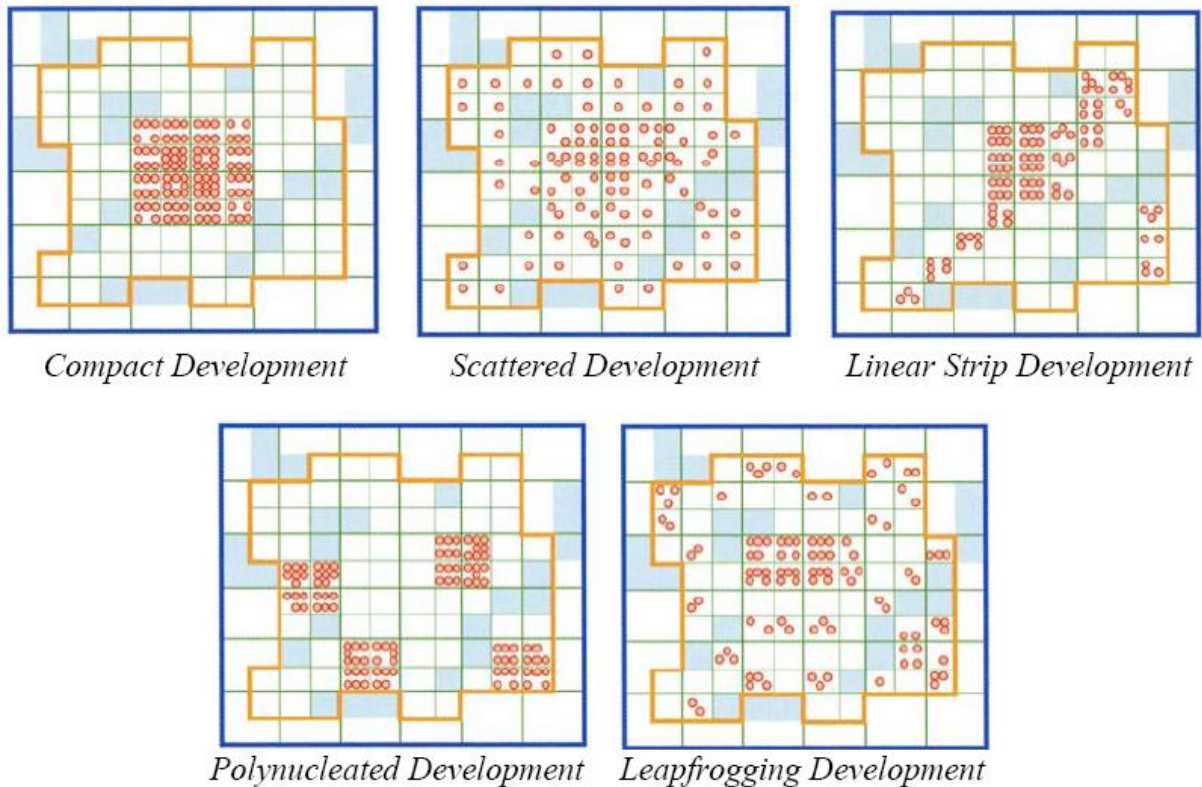 Compact Development
Scattered Development
Linear Strip Development
Polynucleated Development
Leapfrogging Development